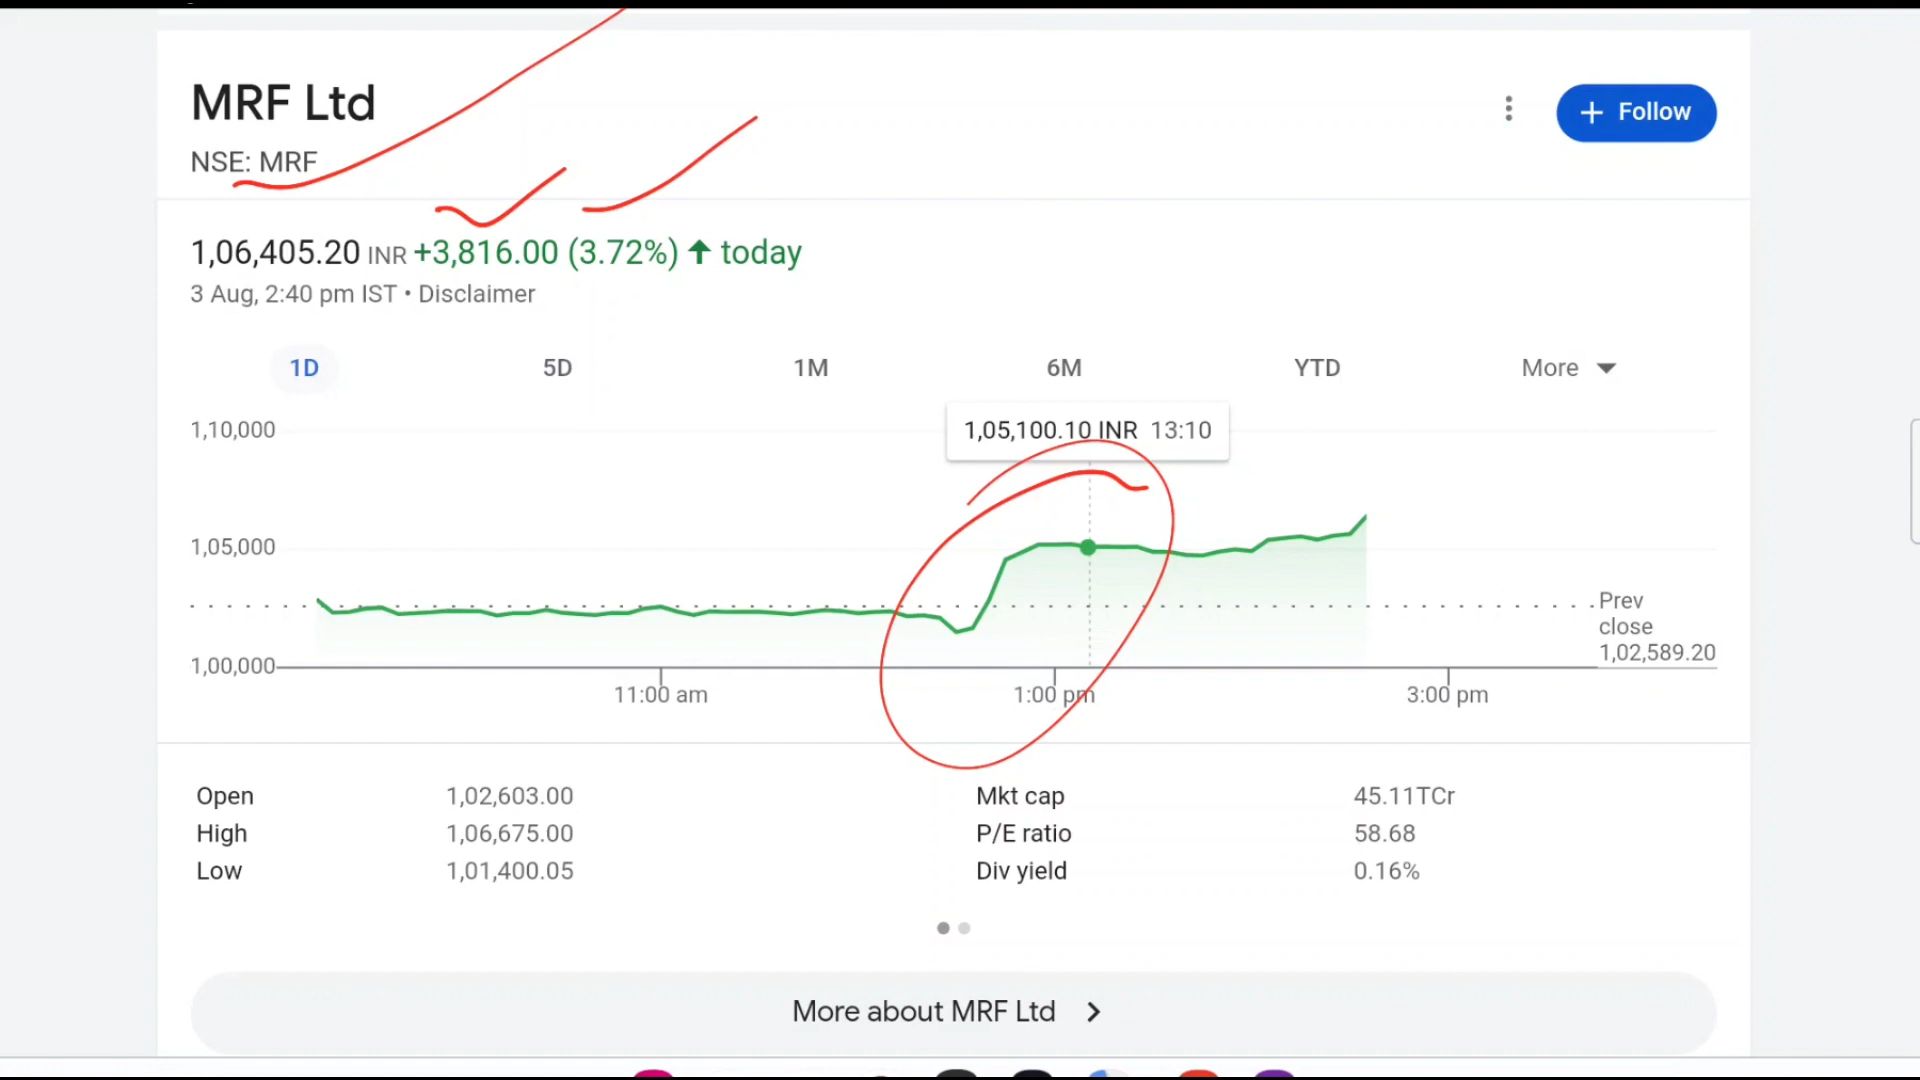 MRF Ltd
Follow
NSE: MRF
1,06,405.20 INR +3,816.00 (3.72%) ↑ today
3 Aug, 2:40 pm IST • Disclaimer
1D 5D 1M 6M YTD More
1,05,100.10 INR 13:10
1,10,000
1,05,000
1,00,000
Prev
close
1,02,589.20
11:00 am 1:00 pm 3:00 pm
Open 1,02,603.00 Mkt cap 45.11TCr
High 1,06,675.00 P/E ratio 58.68
Low 1,01,400.05 Div yield 0.16%
More about MRF Ltd